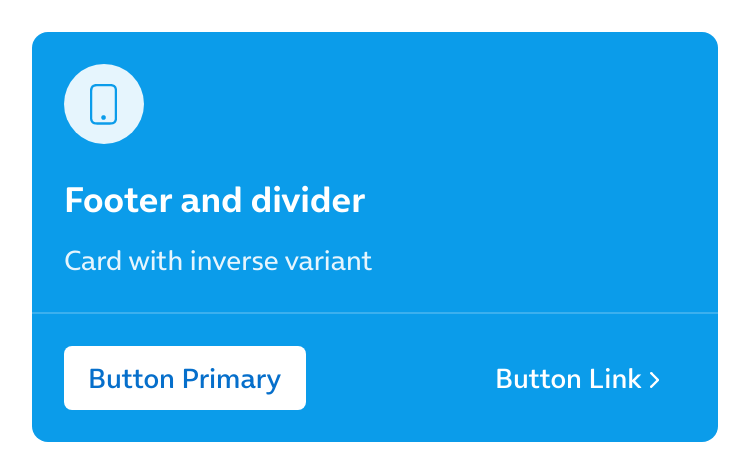 Footer and divider
Card with inverse variant
Button Primary
Button Link